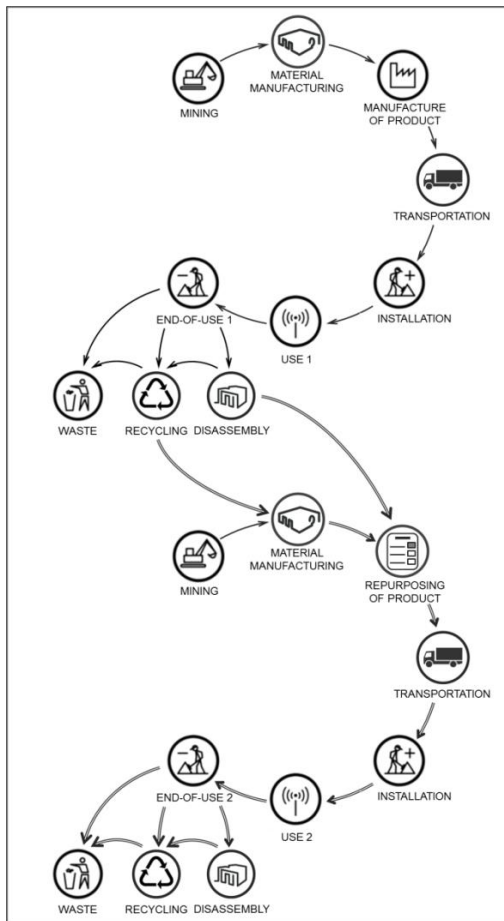 MATERIAL
MANUFACTURING
MINING
MANUFACTURE
OF PRODUCT
TRANSPORTATION
INSTALLATION
END-OF-USE 1
USE 1
WASTE
RECYCLING
DISASSEMBLY
MATERIAL
MANUFACTURING
MINING
REPURPOSING
OF PRODUCT
TRANSPORTATION
INSTALLATION
END-OF-USE 2
USE 2
WASTE
RECYCLING
DISASSEMBLY